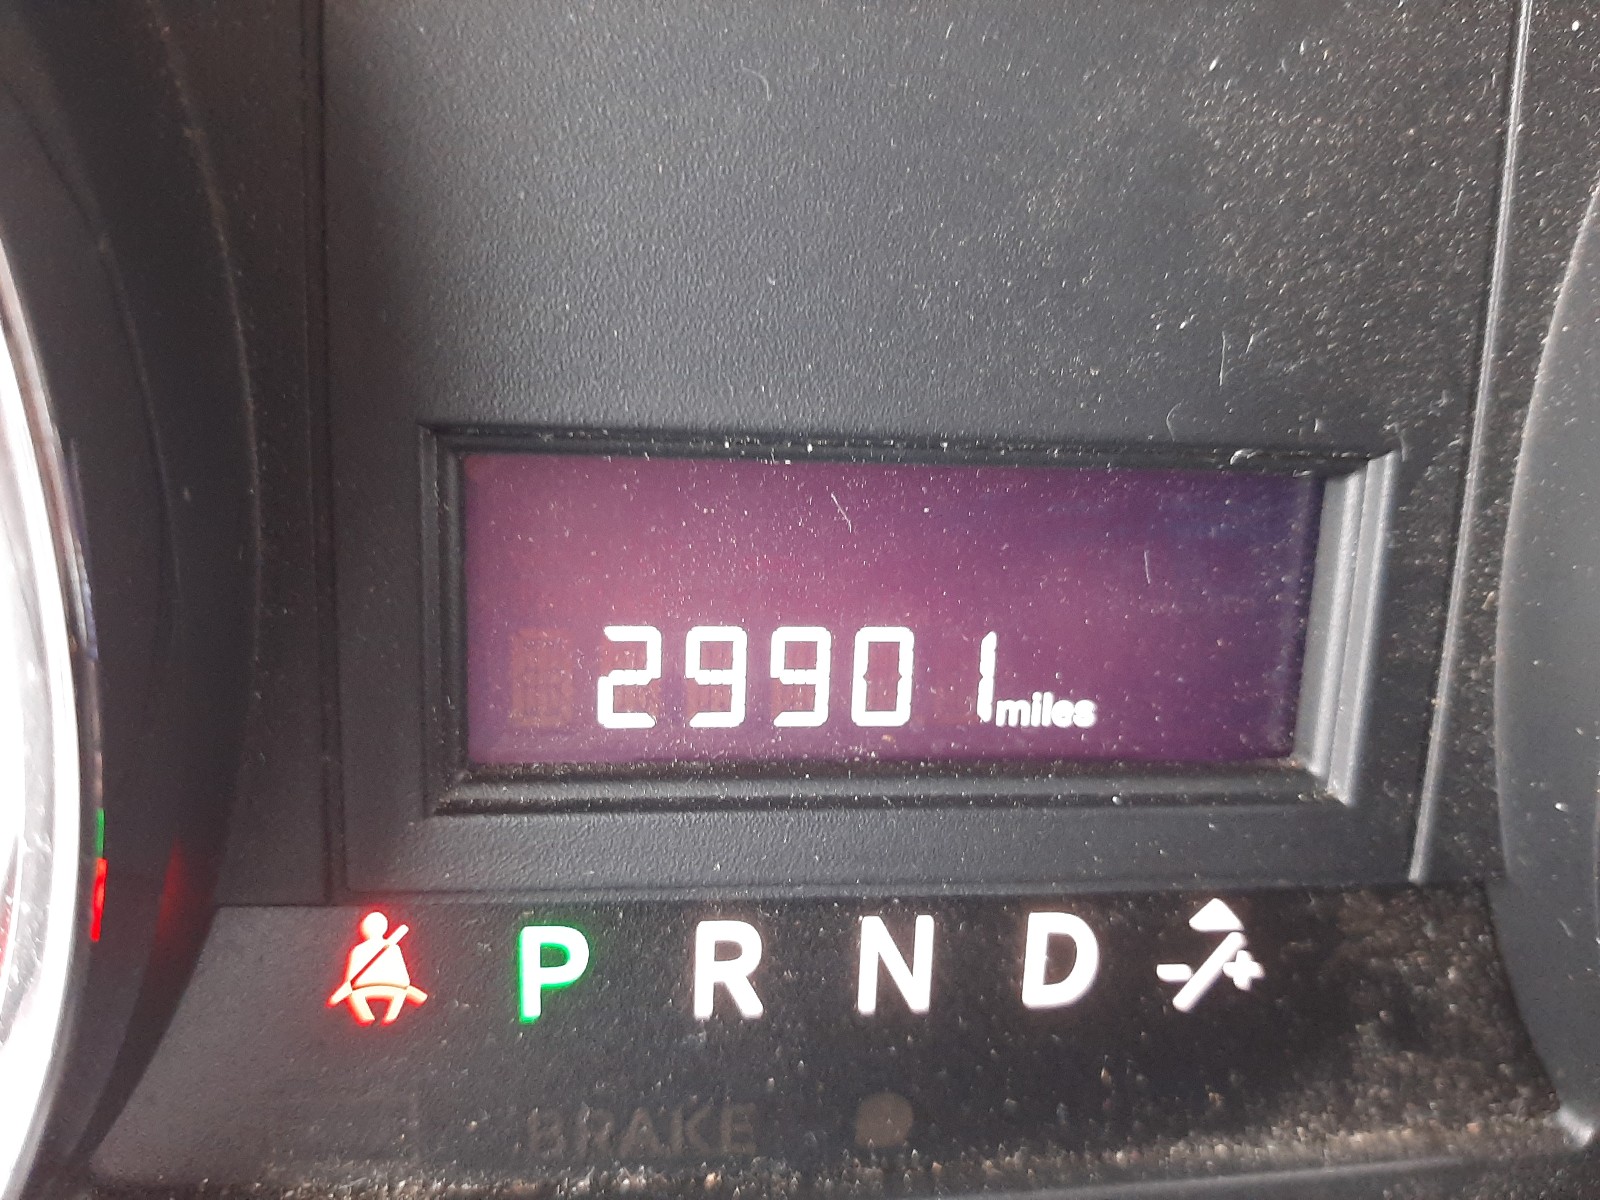 29901 miles
P R N D - +
BRAKE